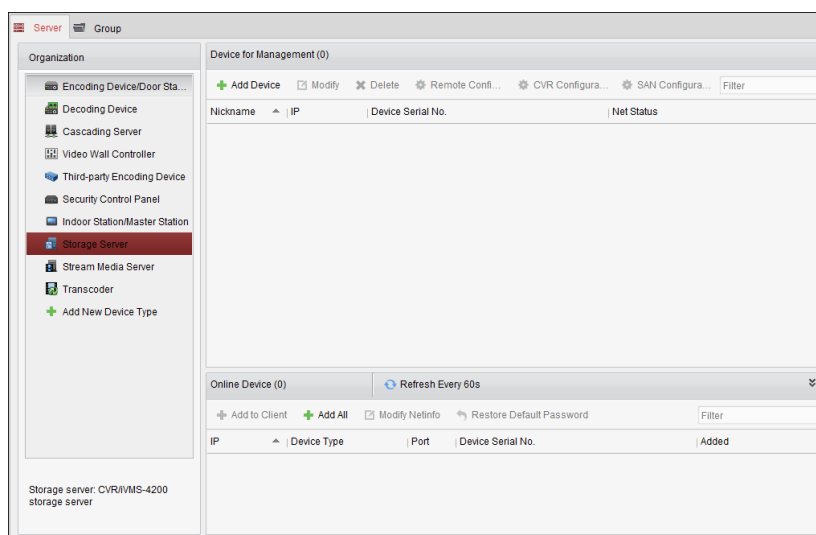 Server Group
Organization
Encoding Device/Door Sta...
Decoding Device
Cascading Server
Video Wall Controller
Third-party Encoding Device
Security Control Panel
Indoor Station/Master Station
Storage Server
Stream Media Server
Transcoder
Add New Device Type
Storage server: CVR/iVMS-4200
storage server
Device for Management (0)
Add Device Modify Delete Remote Confi... CVR Configura... SAN Configura... Filter
Nickname IP Device Serial No. Net Status
Online Device (0) Refresh Every 60s
Add to Client Add All Modify Netinfo Restore Default Password Filter
IP Device Type Port Device Serial No. Added